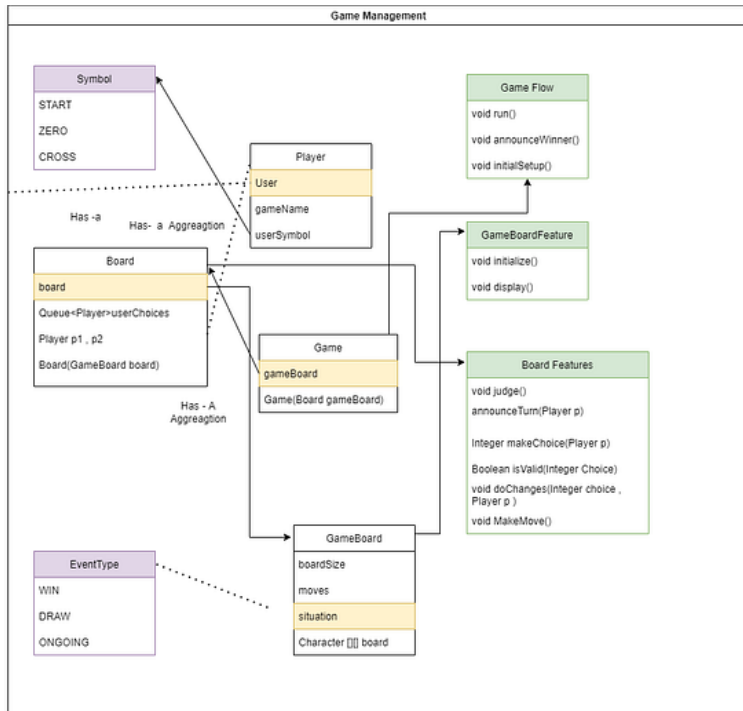 Game Management
Symbol
START
ZERO
CROSS
Player
User
gameName
userSymbol
Game Flow
void run()
void announceWinner()
void initialSetup()
Has -a
Has- a Aggreagtion
GameBoardFeature
void initialize()
void display()
Board
board
Queue<Player>userChoices
Player p1 , p2
Board(GameBoard board)
Game
gameBoard
Game(Board gameBoard)
Has - A
Aggreagtion
Board Features
void judge()
announceTurn(Player p)
Integer makeChoice(Player p)
Boolean isValid(Integer Choice)
void doChanges(Integer choice ,
Player p )
void MakeMove()
GameBoard
boardSize
moves
situation
Character [][] board
EventType
WIN
DRAW
ONGOING